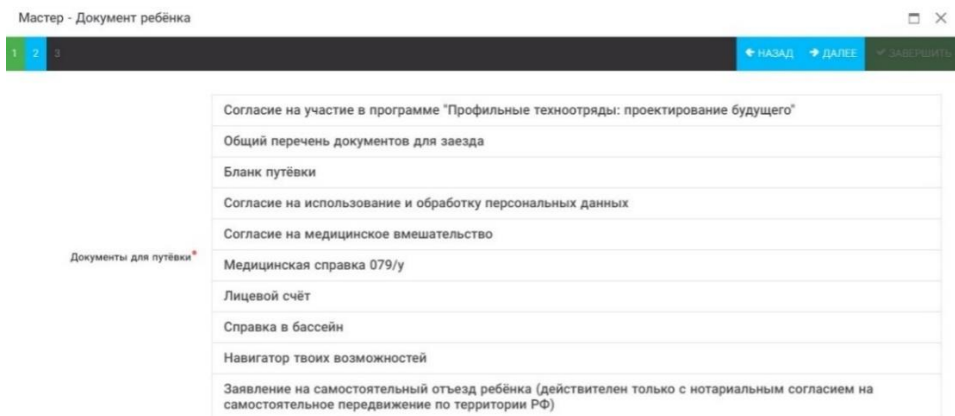 Мастер - Документ ребёнка
1 2 3 НАЗАД ДАЛЕЕ ЗАВЕРШИТЬ
Согласие на участие в программе "Профильные техноотряды: проектирование будущего"
Общий перечень документов для заезда
Бланк путёвки
Согласие на использование и обработку персональных данных
Согласие на медицинское вмешательство
Документы для путёвки*
Медицинская справка 079/у
Лицевой счёт
Справка в бассейн
Навигатор твоих возможностей
Заявление на самостоятельный отъезд ребёнка (действителен только с нотариальным согласием на
самостоятельное передвижение по территории РФ)